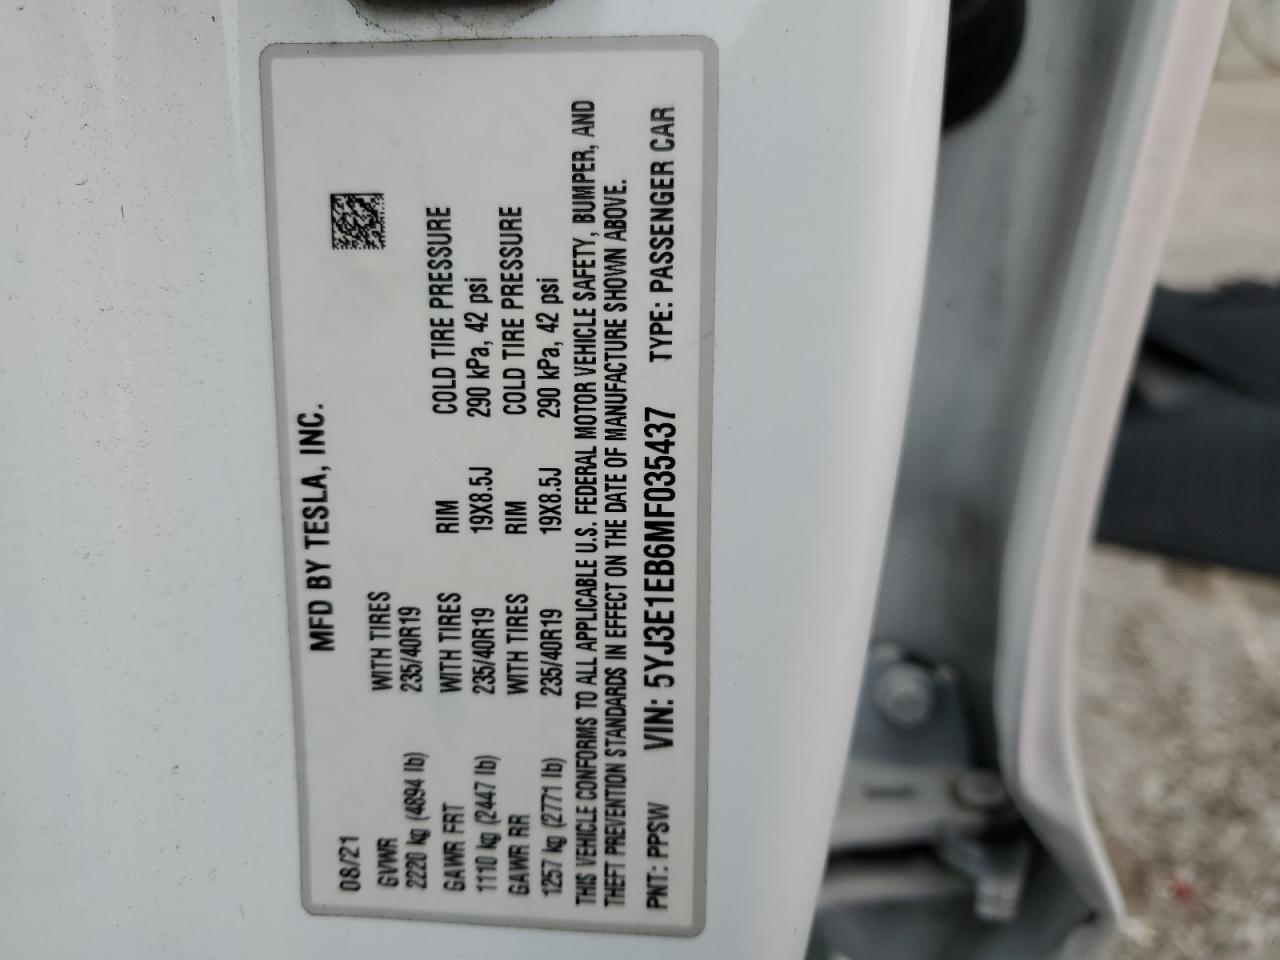 MFD BY TESLA, INC.
08/21
GVWR WITH TIRES
2220 kg (4894 lb) 235/40R19
GAWR FRT WITH TIRES RIM COLD TIRE PRESSURE
1110 kg (2447 lb) 235/40R19 19X8.5J 290 kPa, 42 psi
GAWR RR WITH TIRES RIM COLD TIRE PRESSURE
1257 kg (2771 lb) 235/40R19 19X8.5J 290 kPa, 42 psi
THIS VEHICLE CONFORMS TO ALL APPLICABLE U.S. FEDERAL MOTOR VEHICLE SAFETY, BUMPER, AND
THEFT PREVENTION STANDARDS IN EFFECT ON THE DATE OF MANUFACTURE SHOWN ABOVE.
PNT: PPSW VIN: 5YJ3E1EB6MF035437 TYPE: PASSENGER CAR